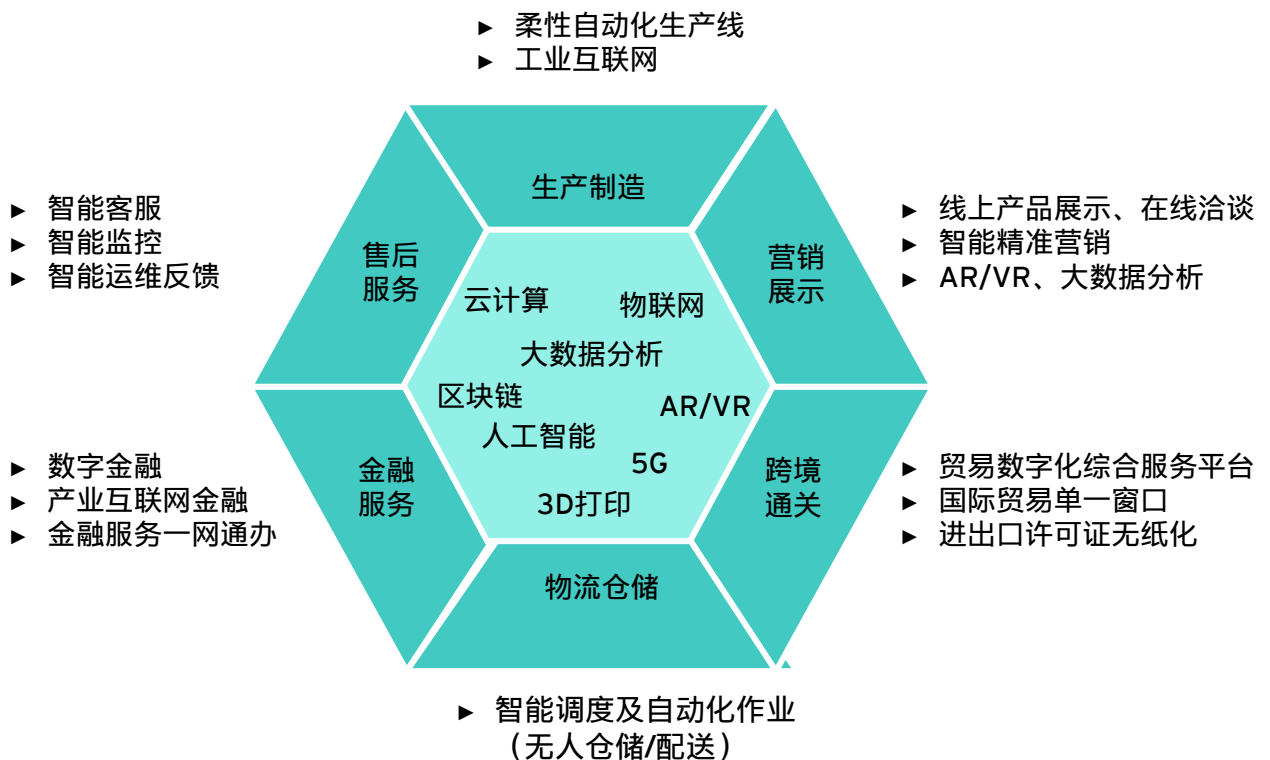 ► 柔性自动化生产线
► 工业互联网
生产制造
► 智能客服
► 智能监控
► 智能运维反馈
售后
服务
营销
展示
► 线上产品展示、在线洽谈
► 智能精准营销
► AR/VR、大数据分析
云计算
物联网
大数据分析
区块链
AR/VR
人工智能
5G
3D打印
► 数字金融
► 产业互联网金融
► 金融服务一网通办
金融
服务
跨境
通关
► 贸易数字化综合服务平台
► 国际贸易单一窗口
► 进出口许可证无纸化
物流仓储
► 智能调度及自动化作业
（无人仓储/配送）